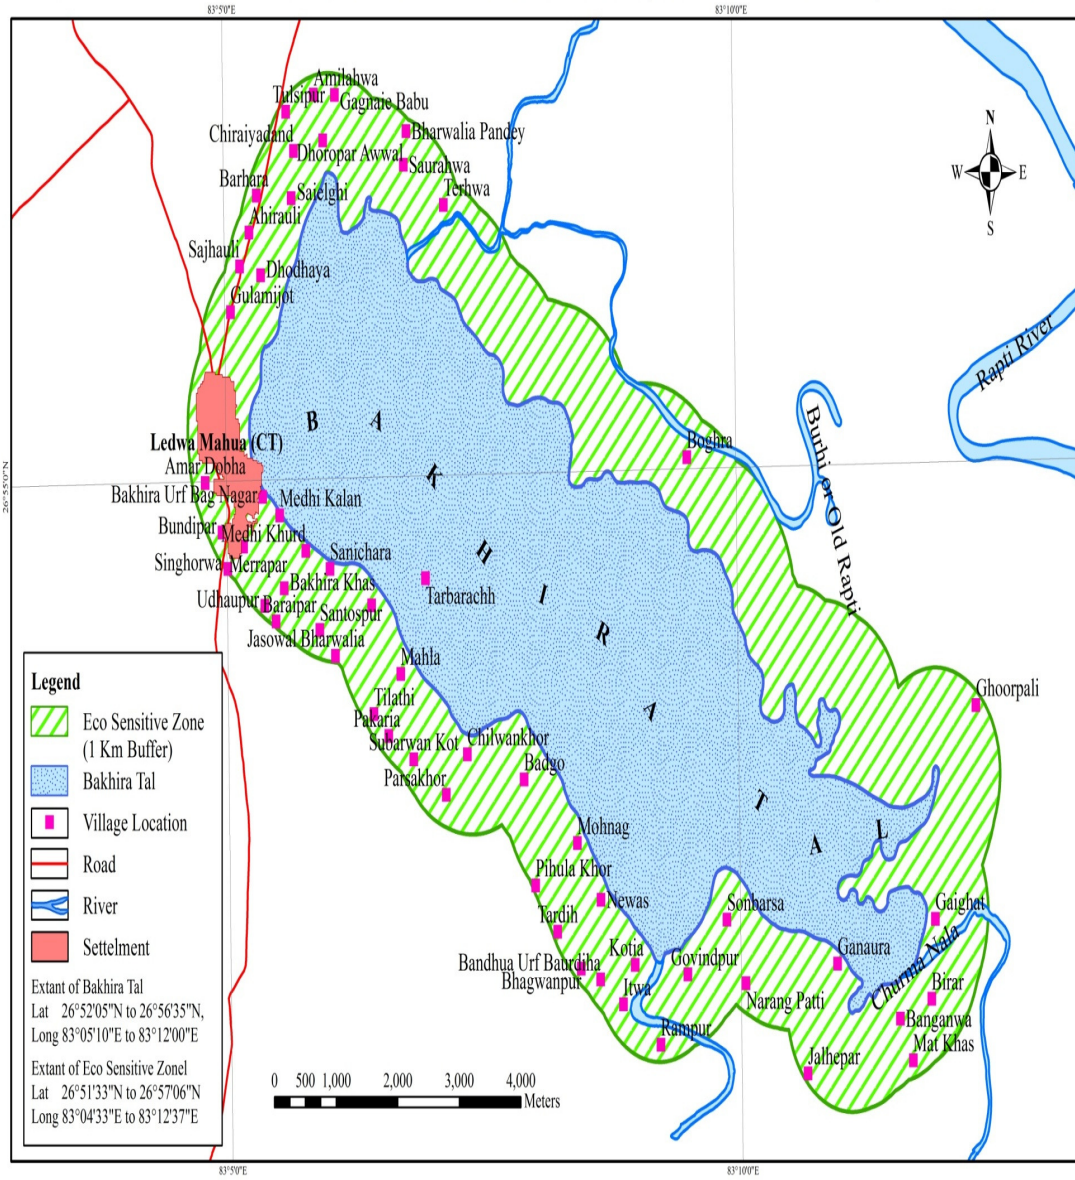 83°5'0"E
83°10'0"E
Amilahwa
Tulsipur
Gagnaie Babu
Chiraiyadand
Bharwalia Pandey
Dhoropar Awwal
Saurahwa
Barhara
Sajelghi
Terhwa
Ahirauli
Sajhauli
Dhodhaya
Gulamijot
N
W
E
S
Rapti River
Burhi or Old Rapti
BAKHIRA TAL
Ledwa Mahua (CT)
Boghra
Amar Dobha
26°55'0"N
Bakhira Urf Bag Nagar
Medhi Kalan
Bundipar
Medhi Khurd
Sanichara
Singhorwa
Merrapar
Bakhira Khas
Tarbarachh
Udhaupur
Baraipar
Santospur
Jasowal Bharwalia
Mahla
Ghoorpali
Tilathi
Pakaria
Subarwan Kot
Chilwankhor
Badgo
Parsakhor
Mohnag
Pihula Khor
Newas
Sonbarsa
Gaighat
Tardih
Churma Nala
Kotia
Ganaura
Bandhua Urf Baurdiha
Govindpur
Bhagwanpur
Itwa
Narang Patti
Birar
Banganwa
Rampur
Mat Khas
Jalhepar
Legend
Eco Sensitive Zone
(1 Km Buffer)
Bakhira Tal
Village Location
Road
River
Settelment
Extant of Bakhira Tal
Lat 26°52'05"N to 26°56'35"N,
Long 83°05'10"E to 83°12'00"E
Extant of Eco Sensitive Zonel
Lat 26°51'33"N to 26°57'06"N
Long 83°04'33"E to 83°12'37"E
0 500 1,000 2,000 3,000 4,000
Meters
83°5'0"E
83°10'0"E